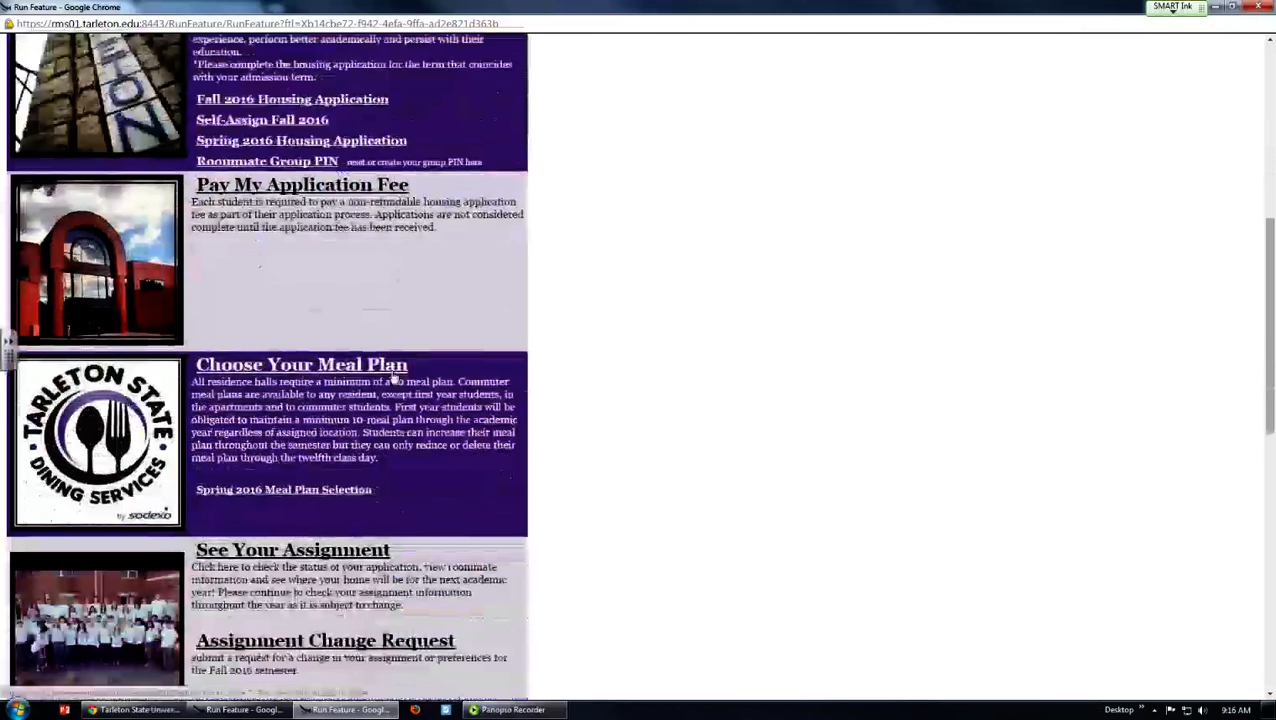 Run Feature - Google Chrome
SMART Ink
https://rms01.tarleton.edu:8443/RunFeature/RunFeature?ftl=Xb14cbe72-f942-4efa-9ffa-ad2e821d363b
experience, perform better academically and persist with their
education.
*Please complete the housing application for the term that coincides
with your admission term.
Fall 2016 Housing Application
Self-Assign Fall 2016
Spring 2016 Housing Application
Roommate Group PIN reset or create your group PIN here
Pay My Application Fee
Each student is required to pay a non-refundable housing application
fee as part of their application process. Applications are not considered
complete until the application fee has been received.
Choose Your Meal Plan
All residence halls require a minimum of a 10 meal plan. Commuter
meal plans are available to any resident, except first year students, in
the apartments and to commuter students. First year students will be
obligated to maintain a minimum 10-meal plan through the academic
year regardless of assigned location. Students can increase their meal
plan throughout the semester but they can only reduce or delete their
meal plan through the twelfth class day.
Spring 2016 Meal Plan Selection
TARLETON STATE
DINING SERVICES
by sodexo
See Your Assignment
Click here to check the status of your application, view roommate
information and see where your home will be for the next academic
year! Please continue to check your assignment information
throughout the year as it is subject to change.
Assignment Change Request
Submit a request for a change in your assignment or preferences for
the Fall 2016 semester.
Tarleton State Univer...
Run Feature - Googl...
Run Feature - Googl...
Panopto Recorder
Desktop
9:16 AM